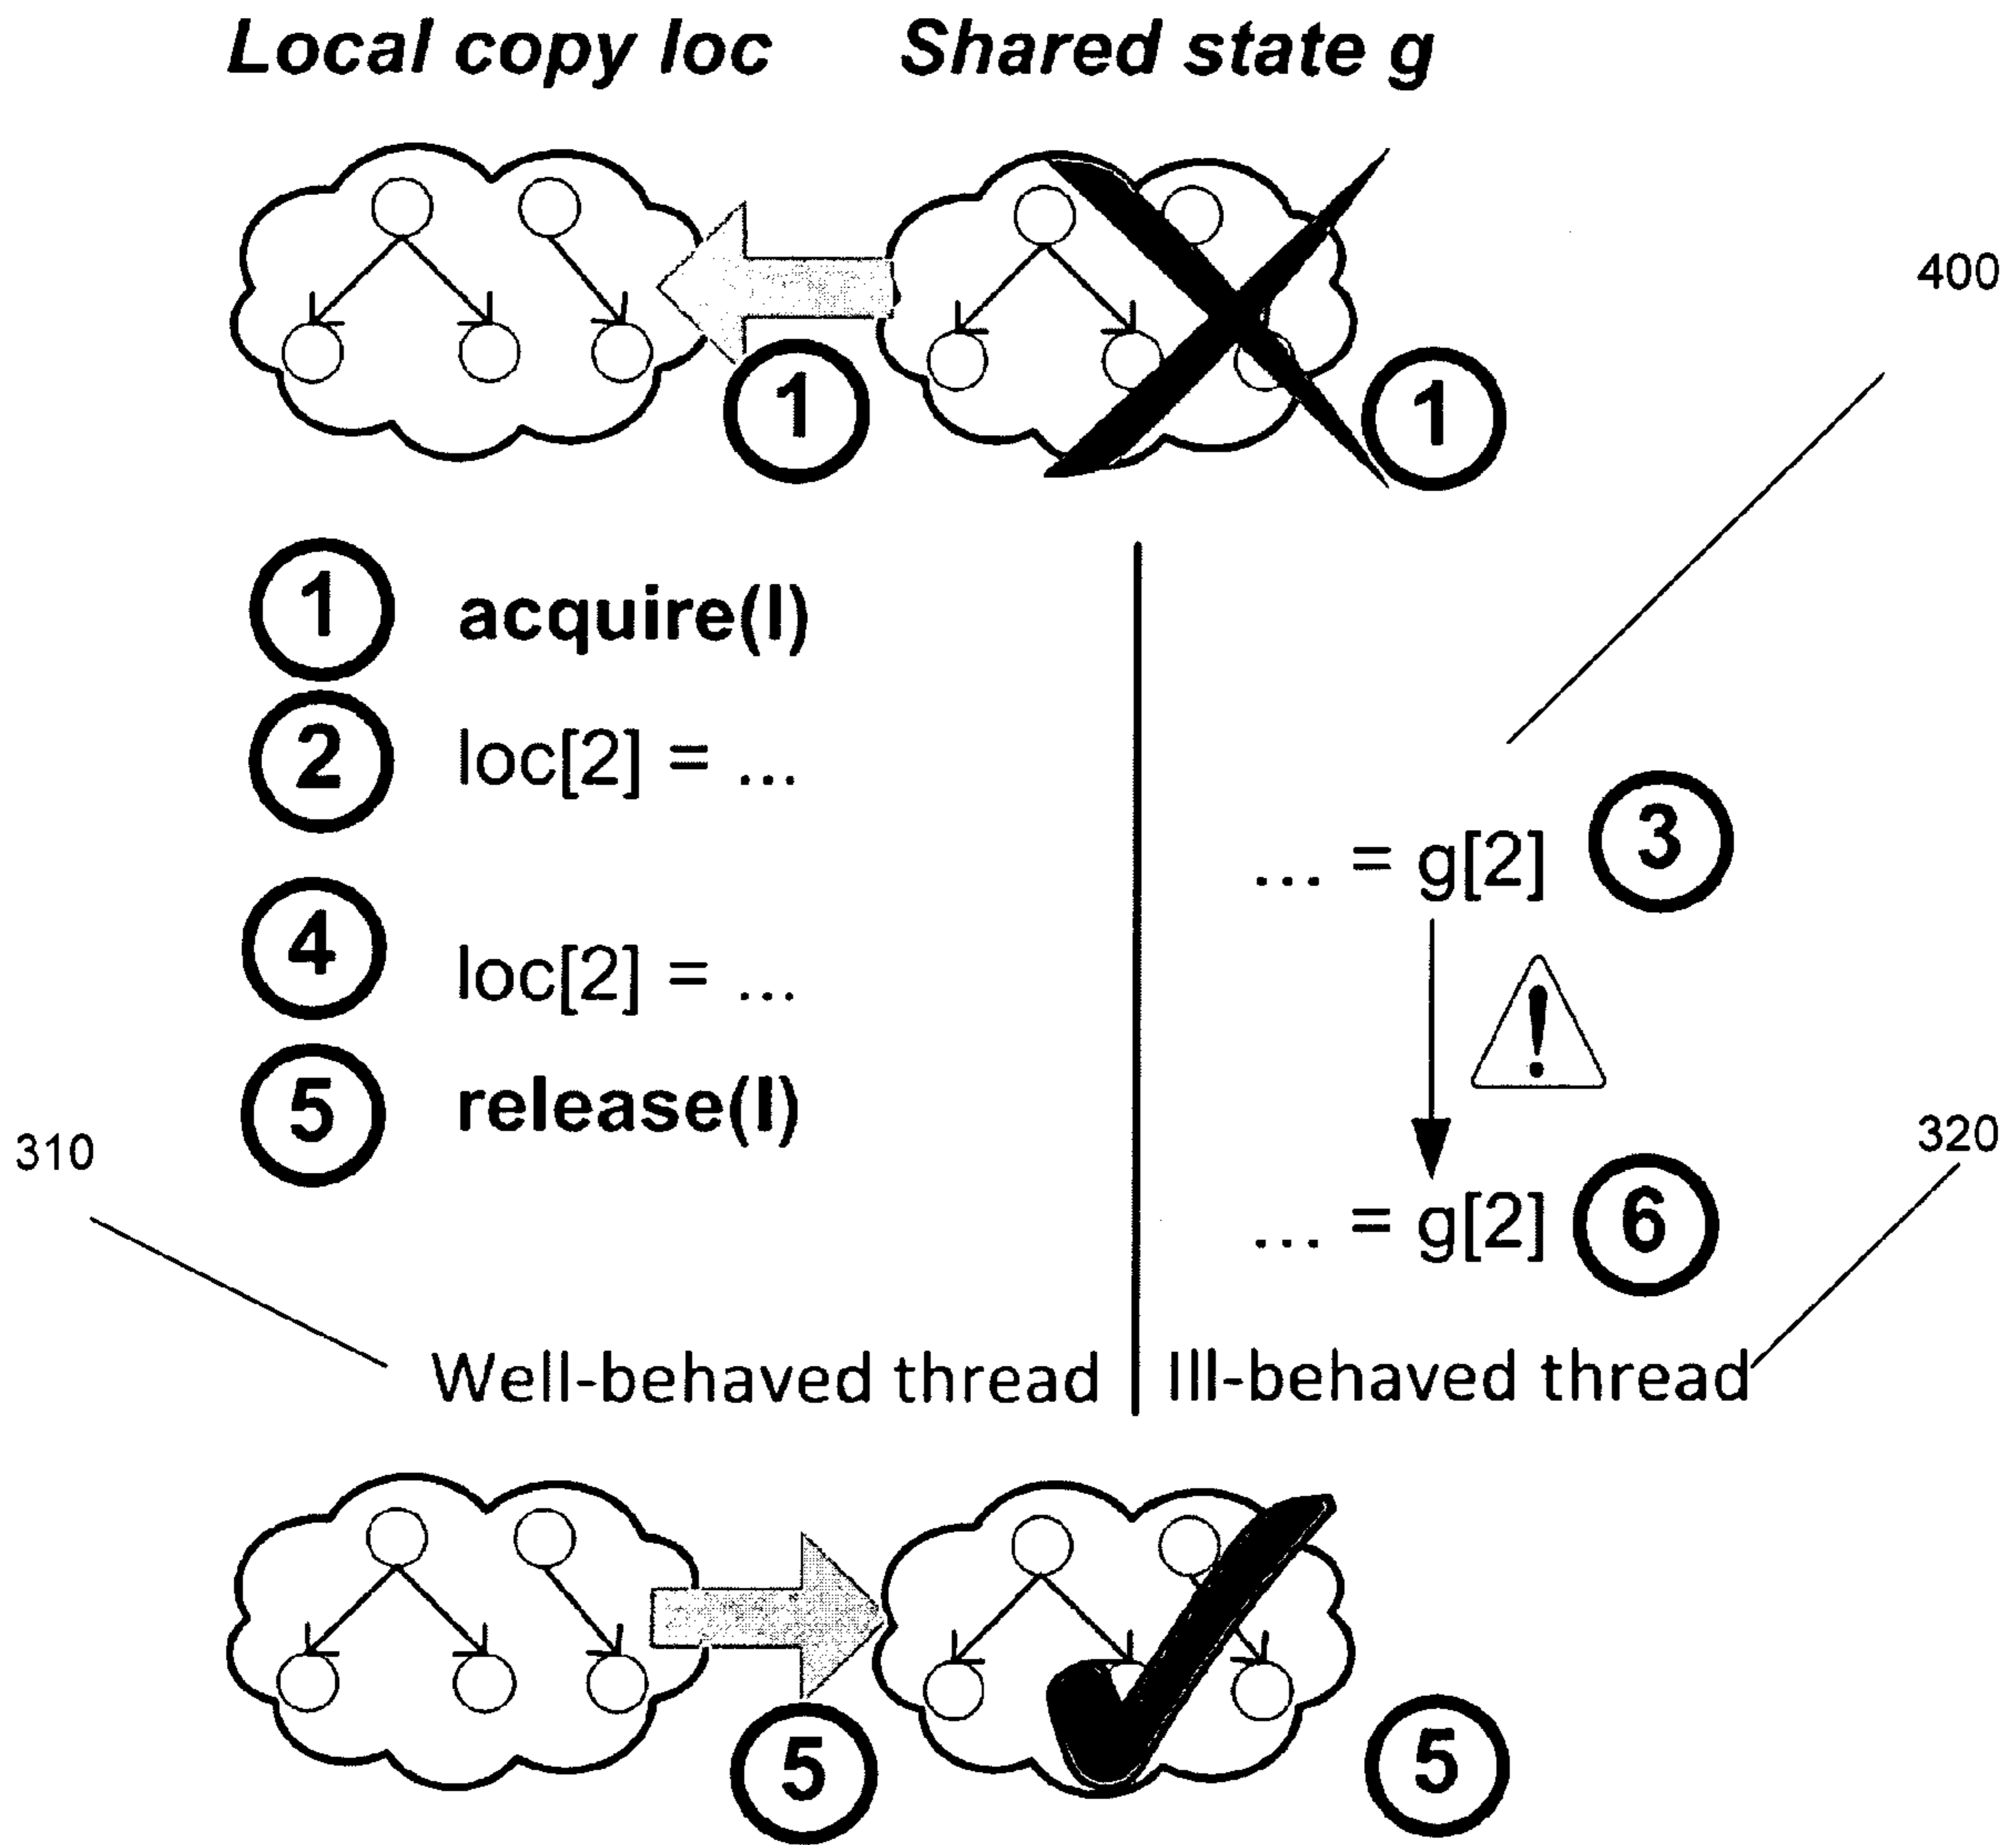 Local copy loc Shared state g
400
1 1
1 acquire(l)
2 loc[2] = ...
... = g[2] 3
4 loc[2] = ...
!
5 release(l)
310
320
... = g[2] 6
Well-behaved thread Ill-behaved thread
5 5